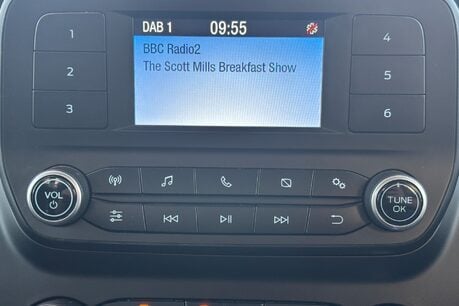 DAB 1 09:55
BBC Radio2
The Scott Mills Breakfast Show
1
2
3
4
5
6
VOL
TUNE
OK